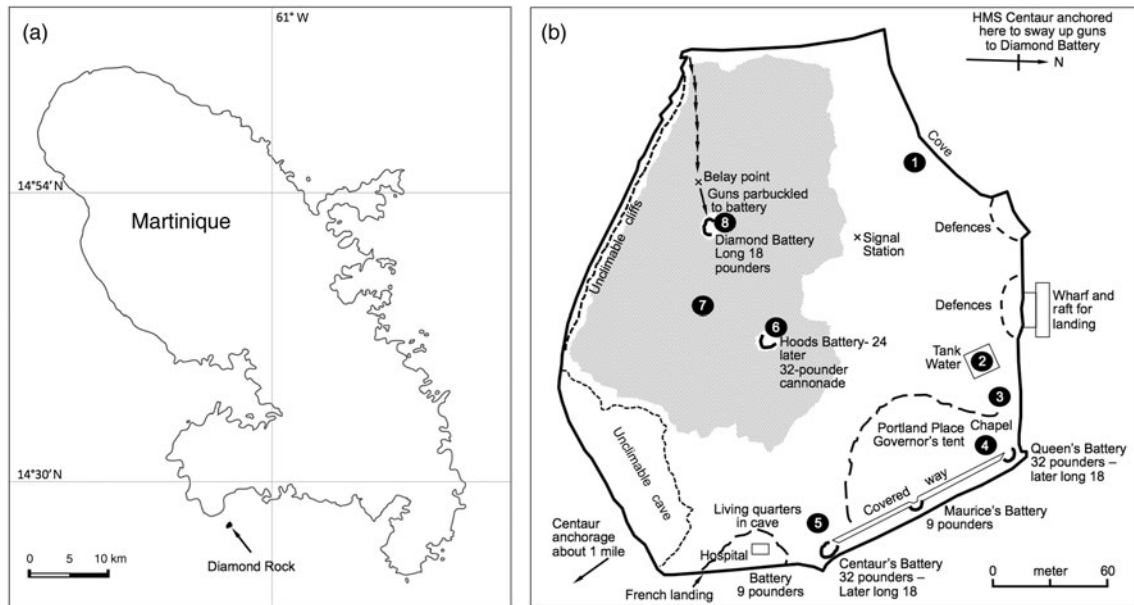 (a)
61° W
14°54′ N
Martinique
14°30′ N
0 5 10 km
Diamond Rock
(b)
HMS Centaur anchored
here to sway up guns
to Diamond Battery
N
Cove
1
Belay point
Guns parbuckled
to battery
8
Diamond Battery
Long 18
pounders
Unclimable cliffs
Signal
Station
Defences
Defences
Wharf and
raft for
landing
7
6
Hoods Battery- 24
later
32-pounder
cannonade
Tank
Water
2
3
Portland Place
Governor's tent
Chapel
4
Queen's Battery
32 pounders –
later long 18
Unclimable cave
Covered way
Maurice's Battery
9 pounders
Living quarters
in cave
5
Centaur
anchorage
about 1 mile
Hospital
French landing
Battery
9 pounders
Centaur's Battery
32 pounders –
Later long 18
meter
0 60